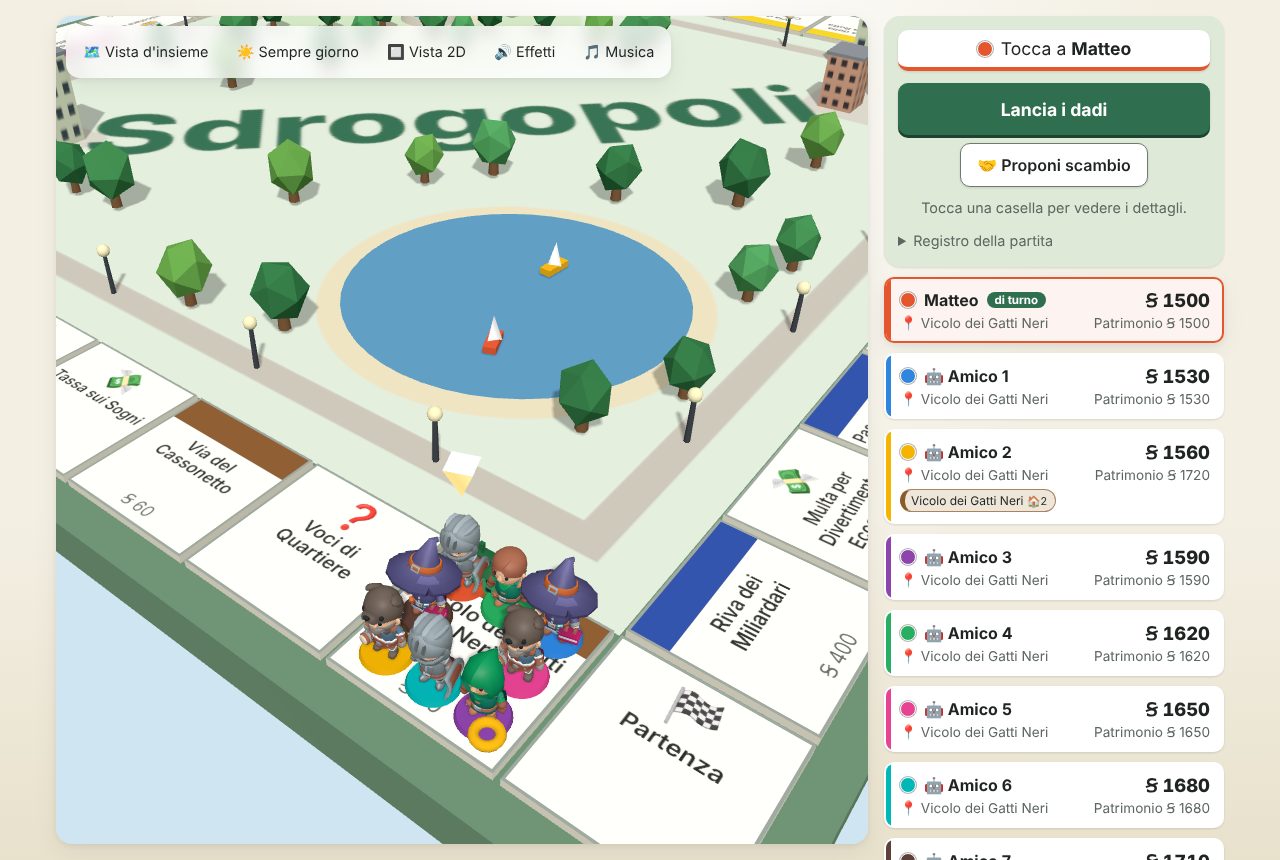 🗺️ Vista d'insieme
☀️ Sempre giorno
🔲 Vista 2D
🔊 Effetti
🎵 Musica
Sdrogopoli
Tassa sui Sogni
Via del
Cassonetto
S 60
❓
Voci di
Quartiere
Partenza
Riva dei
Miliardari
S 400
Multa per
Tocca a Matteo
Lancia i dadi
🤝 Proponi scambio
Tocca una casella per vedere i dettagli.
▶ Registro della partita
Matteo di turno S 1500
📍 Vicolo dei Gatti Neri Patrimonio S 1500
🤖 Amico 1 S 1530
📍 Vicolo dei Gatti Neri Patrimonio S 1530
🤖 Amico 2 S 1560
📍 Vicolo dei Gatti Neri Patrimonio S 1720
Vicolo dei Gatti Neri 🏠2
🤖 Amico 3 S 1590
📍 Vicolo dei Gatti Neri Patrimonio S 1590
🤖 Amico 4 S 1620
📍 Vicolo dei Gatti Neri Patrimonio S 1620
🤖 Amico 5 S 1650
📍 Vicolo dei Gatti Neri Patrimonio S 1650
🤖 Amico 6 S 1680
📍 Vicolo dei Gatti Neri Patrimonio S 1680